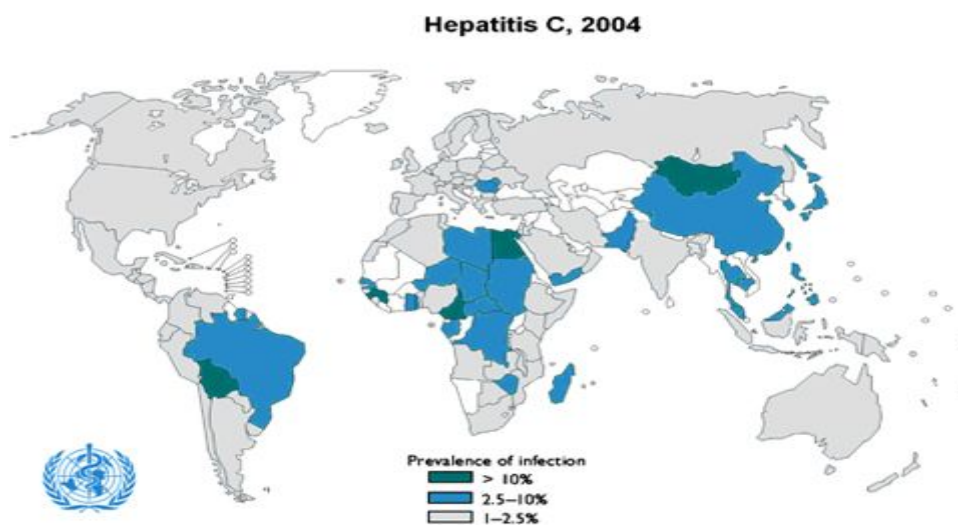 Hepatitis C, 2004
Prevalence of infection
> 10%
2.5–10%
1–2.5%